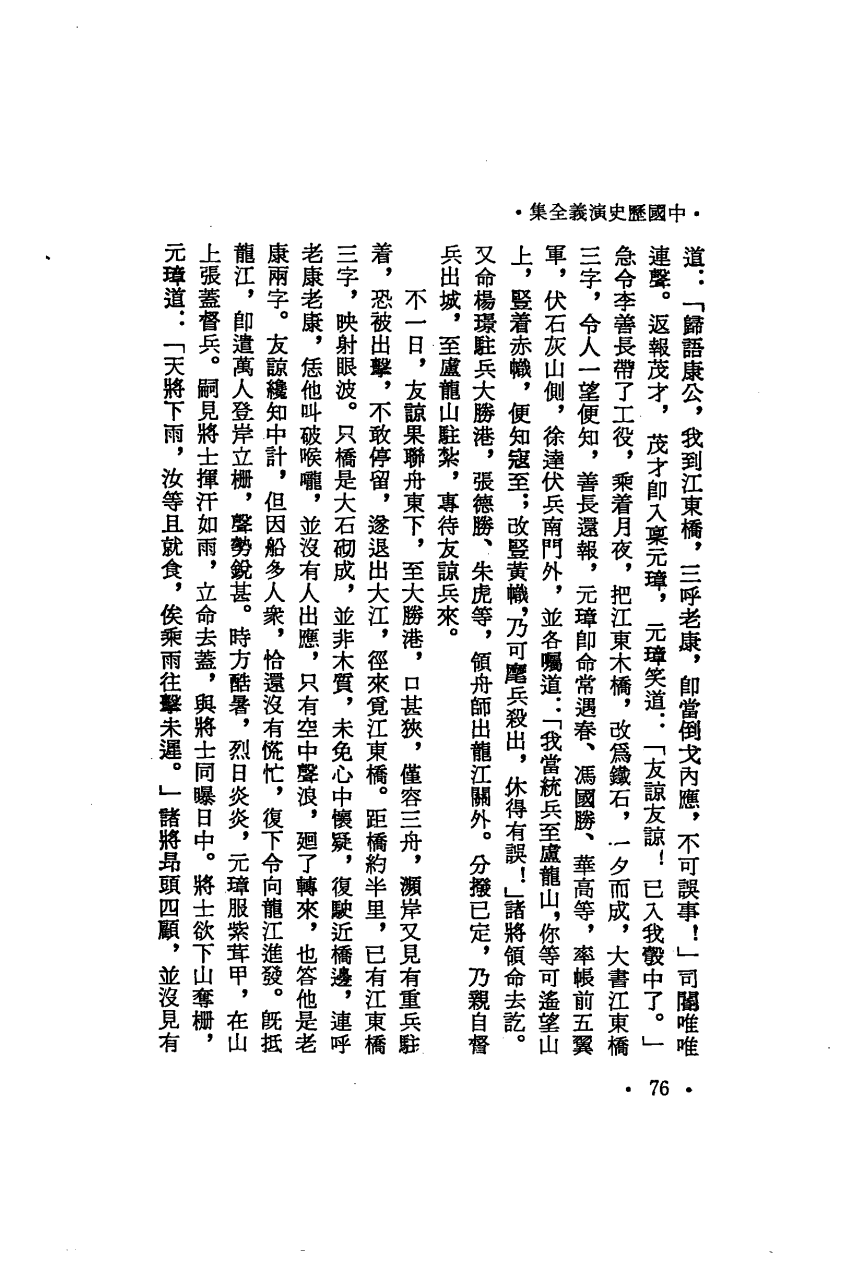 ·中國歷史演義全集·
道：「歸語康公，我到江東橋，三呼老康，卽當倒戈內應，不可誤事！」司閽唯唯
連聲。返報茂才，茂才卽入稟元璋，元璋笑道：「友諒友諒！已入我彀中了。」
急令李善長帶了工役，乘着月夜，把江東木橋，改爲鐵石，一夕而成，大書江東橋
三字，令人一望便知，善長還報，元璋卽命常遇春、馮國勝、華高等，率帳前五翼
軍，伏石灰山側，徐達伏兵南門外，並各囑道：「我當統兵至盧龍山，你等可遙望山
上，豎着赤幟，便知寇至；改豎黃幟，乃可麾兵殺出，休得有誤！」諸將領命去訖。
又命楊璟駐兵大勝港，張德勝、朱虎等，領舟師出龍江關外。分撥已定，乃親自督
兵出城，至盧龍山駐紮，專待友諒兵來。
不一日，友諒果聯舟東下，至大勝港，口甚狹，僅容三舟，瀕岸又見有重兵駐
着，恐被出擊，不敢停留，遂退出大江，徑來覓江東橋。距橋約半里，已有江東橋
三字，映射眼波。只橋是大石砌成，並非木質，未免心中懷疑，復駛近橋邊，連呼
老康老康，恁他叫破喉嚨，並沒有人出應，只有空中聲浪，廻了轉來，也答他是老
康兩字。友諒纔知中計，但因船多人衆，恰還沒有慌忙，復下令向龍江進發。旣抵
龍江，卽遣萬人登岸立柵，聲勢銳甚。時方酷暑，烈日炎炎，元璋服紫茸甲，在山
上張蓋督兵。嗣見將士揮汗如雨，立命去蓋，與將士同曝日中。將士欲下山奪柵，
元璋道：「天將下雨，汝等且就食，俟乘雨往擊未遲。」諸將昂頭四顧，並沒見有
·76·